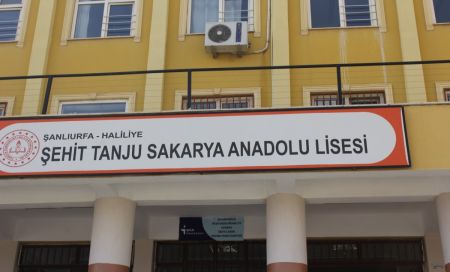 ŞANLIURFA - HALİLİYE
ŞEHİT TANJU SAKARYA ANADOLU LİSESİ